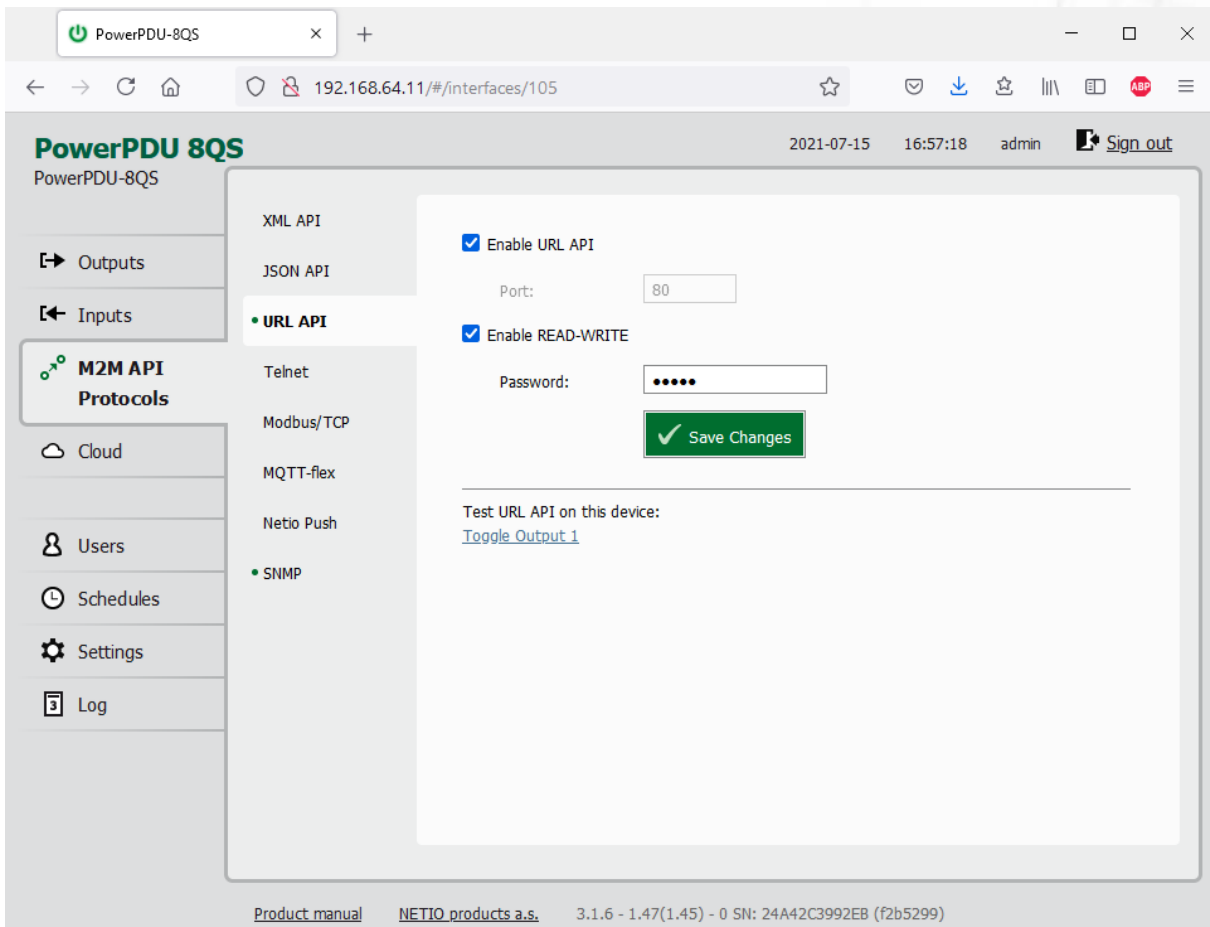 PowerPDU-8QS
192.168.64.11/#/interfaces/105
ABP
PowerPDU 8QS
2021-07-15 16:57:18 admin Sign out
PowerPDU-8QS
Outputs
Inputs
M2M API
Protocols
Cloud
Users
Schedules
Settings
3 Log
XML API
JSON API
• URL API
Telnet
Modbus/TCP
MQTT-flex
Netio Push
• SNMP
Enable URL API
Port: 80
Enable READ-WRITE
Password: •••••
Save Changes
Test URL API on this device:
Toggle Output 1
Product manual NETIO products a.s. 3.1.6 - 1.47(1.45) - 0 SN: 24A42C3992EB (f2b5299)